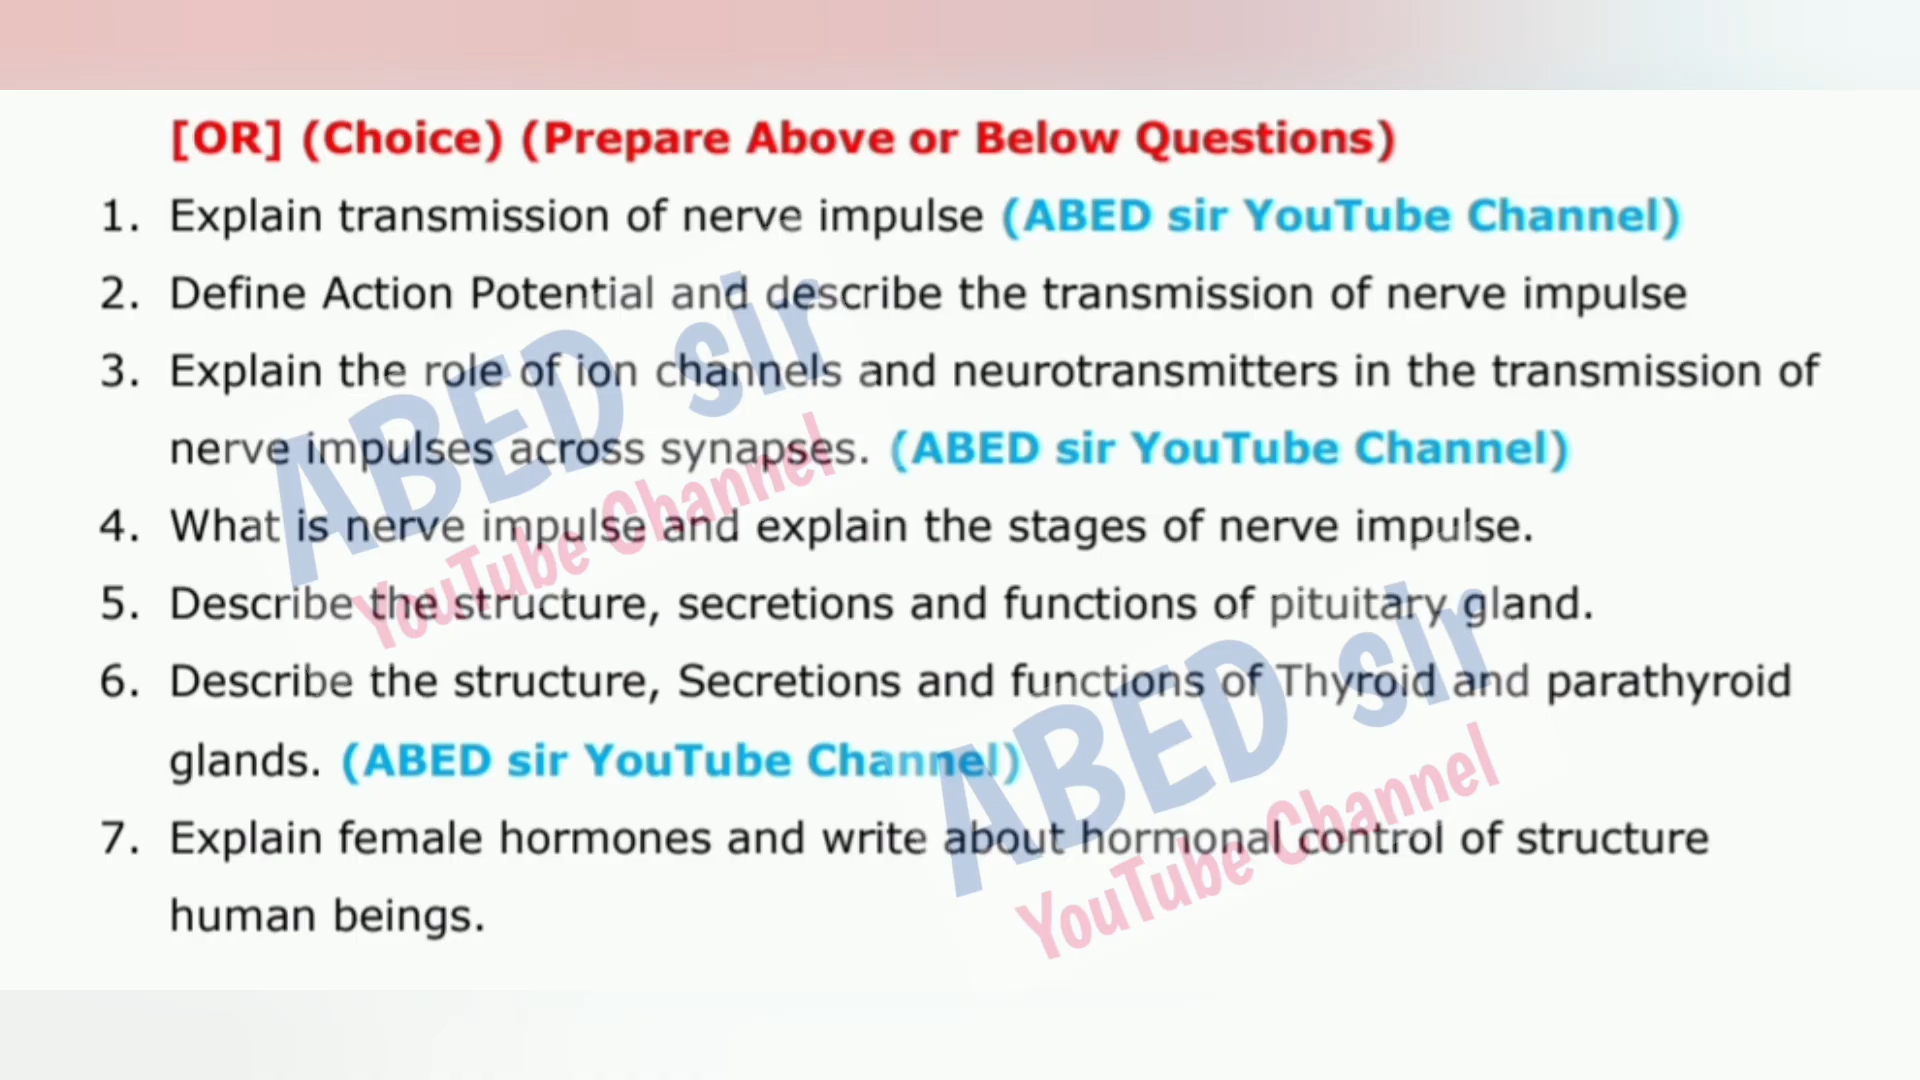 [OR] (Choice) (Prepare Above or Below Questions)
1. Explain transmission of nerve impulse (ABED sir YouTube Channel)
2. Define Action Potential and describe the transmission of nerve impulse
3. Explain the role of ion channels and neurotransmitters in the transmission of
nerve impulses across synapses. (ABED sir YouTube Channel)
4. What is nerve impulse and explain the stages of nerve impulse.
5. Describe the structure, secretions and functions of pituitary gland.
6. Describe the structure, Secretions and functions of Thyroid and parathyroid
glands. (ABED sir YouTube Channel)
7. Explain female hormones and write about hormonal control of structure
human beings.
ABED sir
YouTube Channel
ABED sir
YouTube Channel